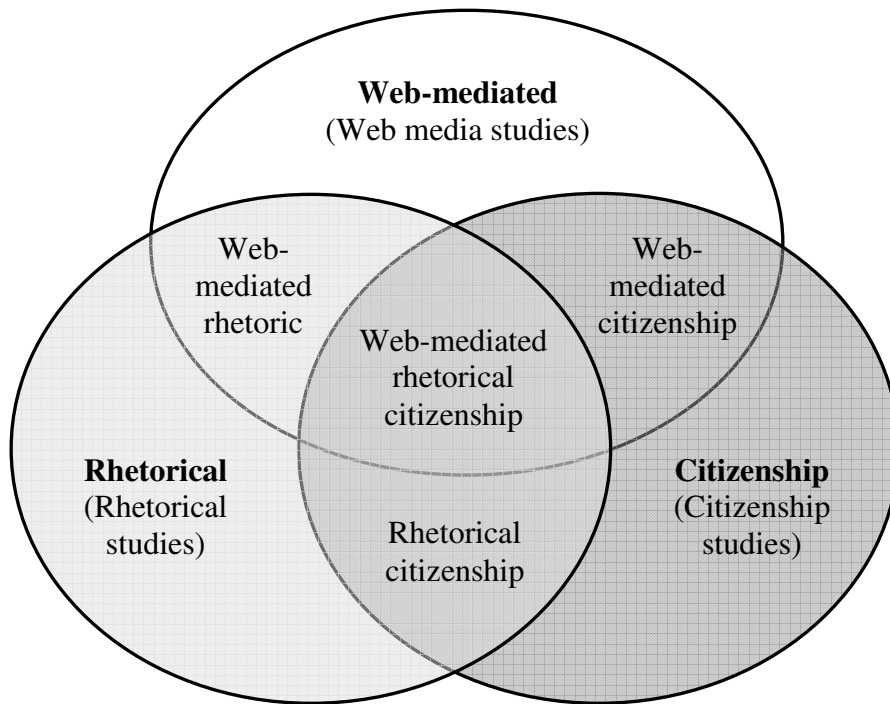 Web-mediated
(Web media studies)
Web-
mediated
rhetoric
Web-
mediated
citizenship
Web-mediated
rhetorical
citizenship
Rhetorical
(Rhetorical
studies)
Citizenship
(Citizenship
studies)
Rhetorical
citizenship